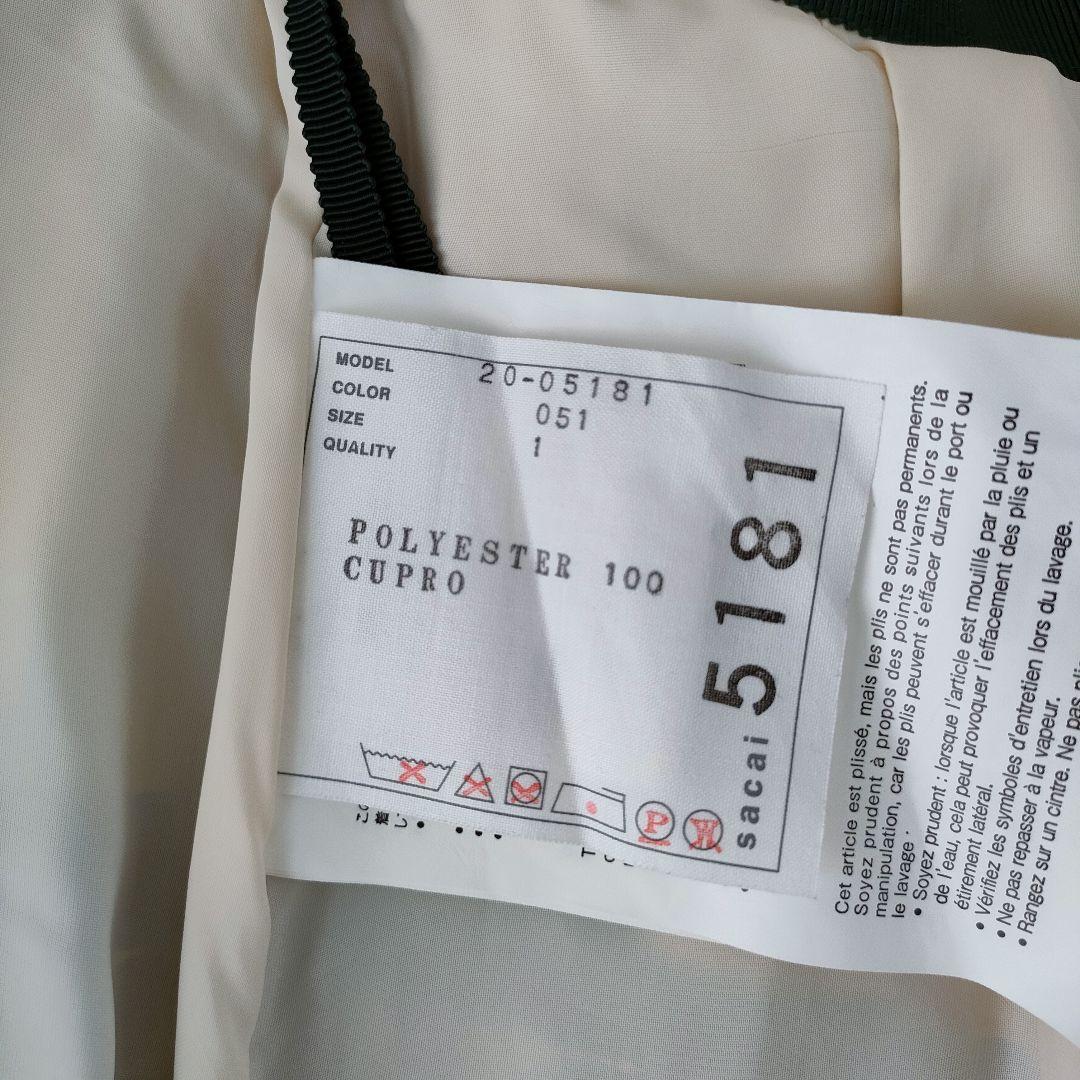 MODEL 20-05181
COLOR 051
SIZE 1
QUALITY
POLYESTER 100
CUPRO
P
W
sacai 5181
Cet article est plissé, mais les plis ne sont pas permanents.
Soyez prudent à propos des points suivants lors de la
manipulation, car les plis peuvent s'effacer durant le port ou
le lavage ·
• Soyez prudent : lorsque l'article est mouillé par la pluie ou
de l'eau, cela peut provoquer l'effacement des plis et un
étirement latéral.
• Vérifiez les symboles d'entretien lors du lavage.
• Ne pas repasser à la vapeur.
• Rangez sur un cintre. Ne pas